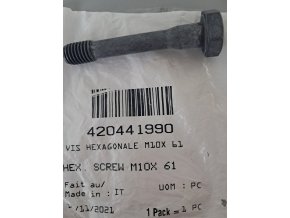 420441990
VIS HEXAGONALE M10X 61
HEX. SCREW M10X 61
Fait au/
Made in : IT
UOM : PC
/11/2021
1 Pack = 1 PC